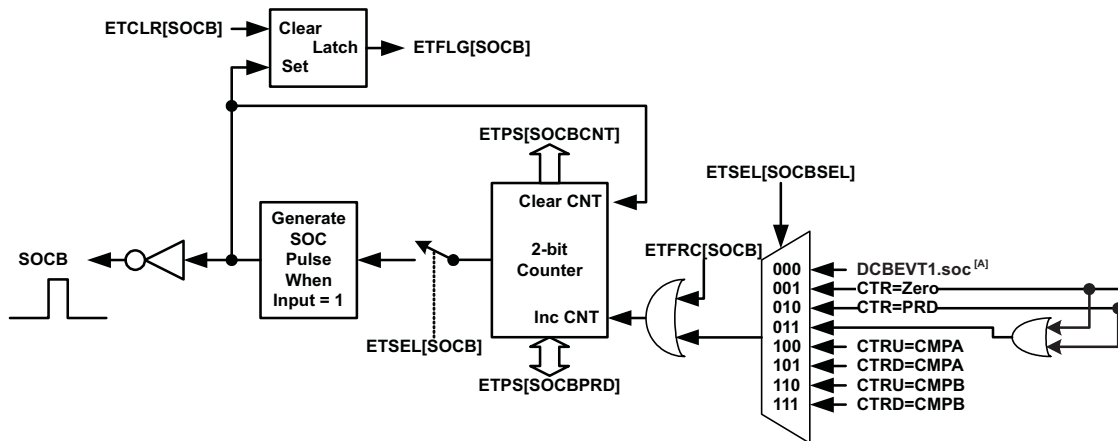 ETCLR[SOCB]
Clear
Latch
Set
ETFLG[SOCB]
ETPS[SOCBCNT]
ETSEL[SOCBSEL]
Clear CNT
2-bit
Counter
Inc CNT
Generate
SOC
Pulse
When
Input = 1
SOCB
ETSEL[SOCB]
ETPS[SOCBPRD]
ETFRC[SOCB]
000 DCBEVT1.soc [A]
001 CTR=Zero
010 CTR=PRD
011
100 CTRU=CMPA
101 CTRD=CMPA
110 CTRU=CMPB
111 CTRD=CMPB